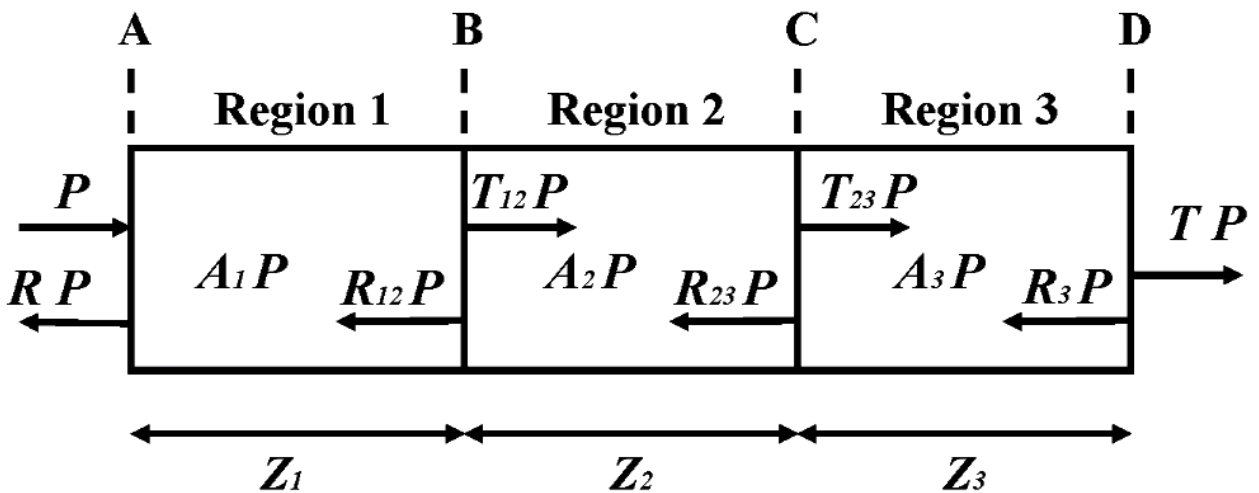 A B C D
Region 1 Region 2 Region 3
P T12 P T23 P T P
R P A1 P R12 P A2 P R23 P A3 P R3 P
Z1 Z2 Z3